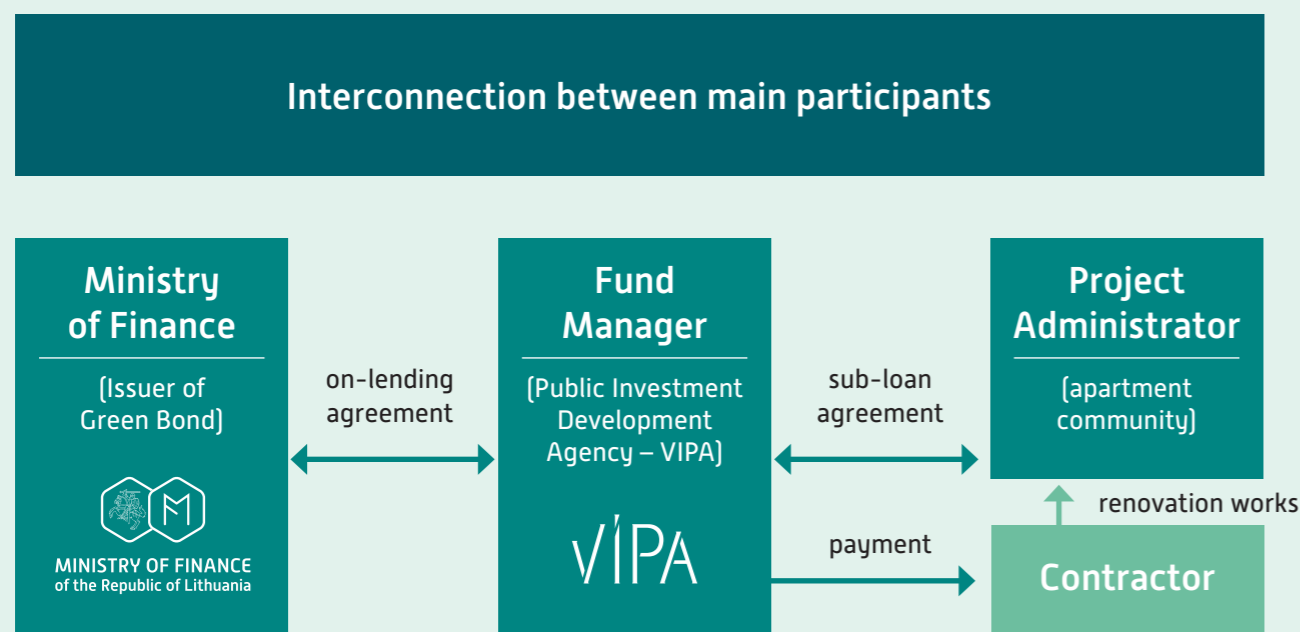 Interconnection between main participants
Ministry
of Finance
(Issuer of
Green Bond)
MINISTRY OF FINANCE
of the Republic of Lithuania
on-lending
agreement
Fund
Manager
(Public Investment
Development
Agency – VIPA)
VIPA
sub-loan
agreement
payment
Project
Administrator
(apartment
community)
renovation works
Contractor